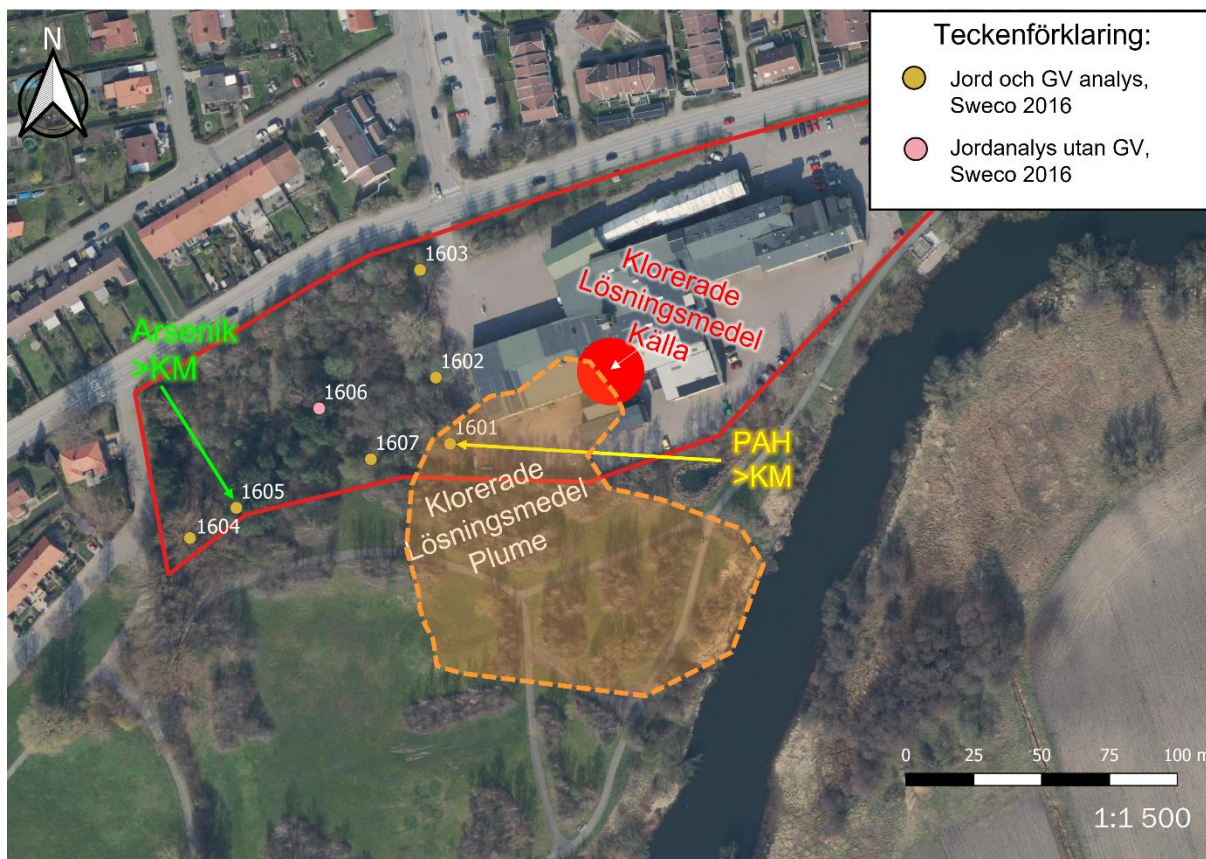 N
Teckenförklaring:
Jord och GV analys,
Sweco 2016
Jordanalys utan GV,
Sweco 2016
1603
Klorerade
Lösningsmedel
Källa
Arsenik
>KM
1602
1606
1601
1607
PAH
>KM
Klorerade
Lösningsmedel
Plume
1605
1604
0 25 50 75 100 m
1:1 500